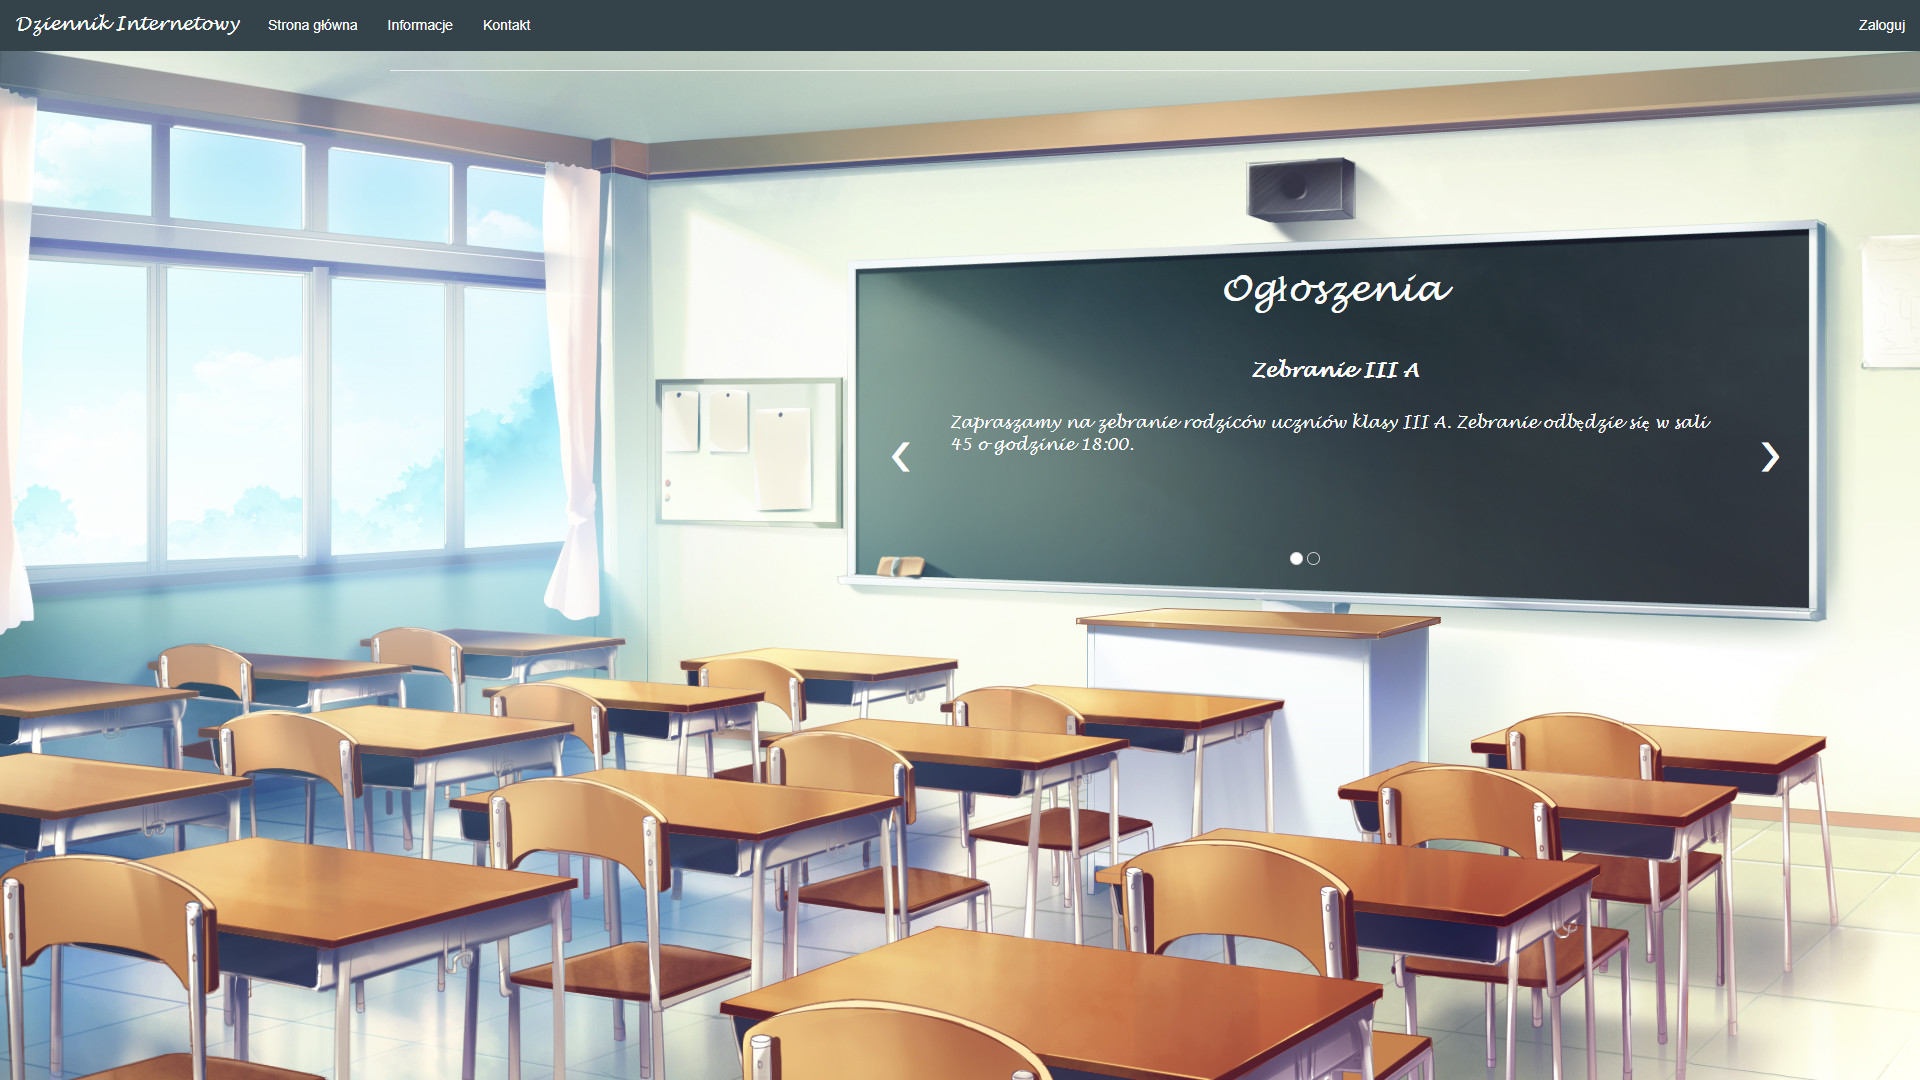 Dziennik Internetowy
Strona główna
Informacje
Kontakt
Zaloguj
Ogłoszenia
Zebranie III A
Zapraszamy na zebranie rodziców uczniów klasy III A. Zebranie odbędzie się w sali
45 o godzinie 18:00.